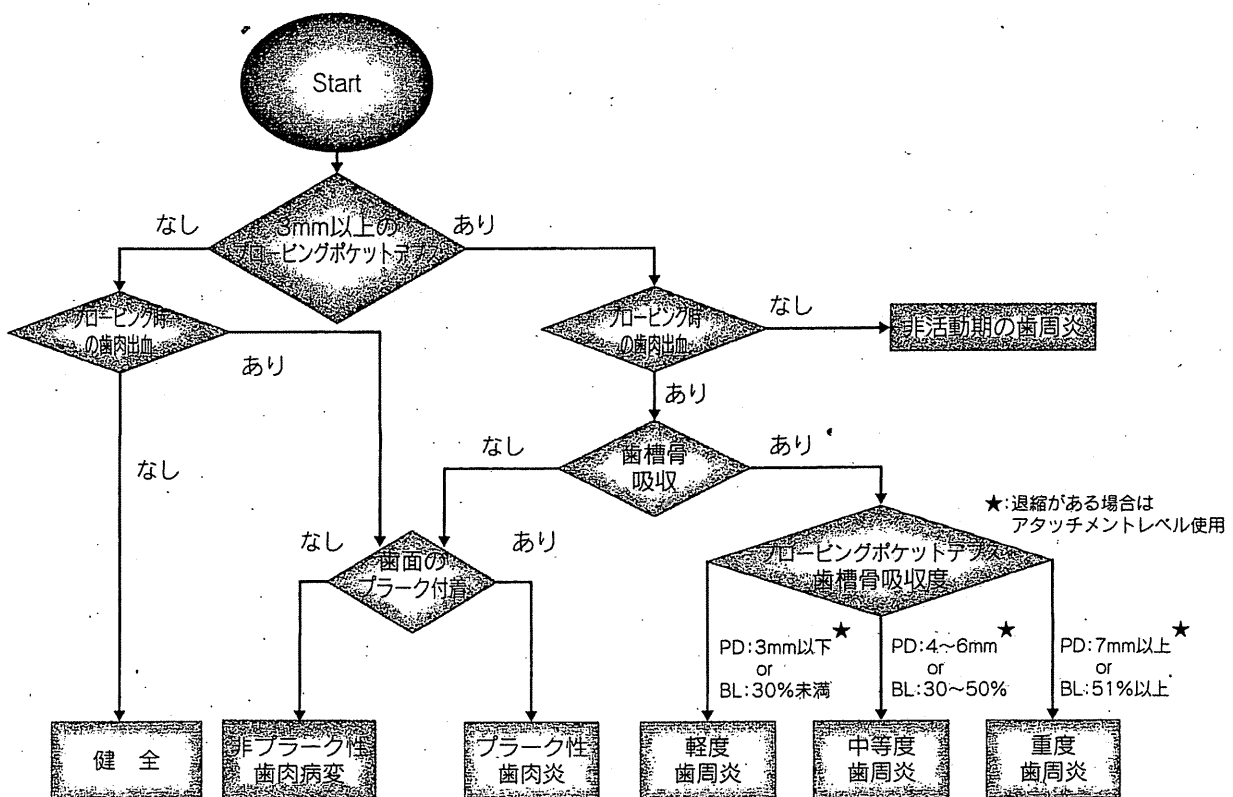 Start
なし
3mm以上の
プロービングポケットデプス
あり
プロービング時
の歯肉出血
あり
なし
プロービング時
の歯肉出血
なし
非活動期の歯周炎
あり
なし
歯槽骨
吸収
あり
★:退縮がある場合は
アタッチメントレベル使用
なし
歯面の
プラーク付着
あり
プロービングポケットデプス
歯槽骨吸収度
PD:3mm以下★
or
BL:30%未満
PD:4〜6mm★
or
BL:30〜50%
PD:7mm以上★
or
BL:51%以上
健 全
非プラーク性
歯肉病変
プラーク性
歯肉炎
軽度
歯周炎
中等度
歯周炎
重度
歯周炎